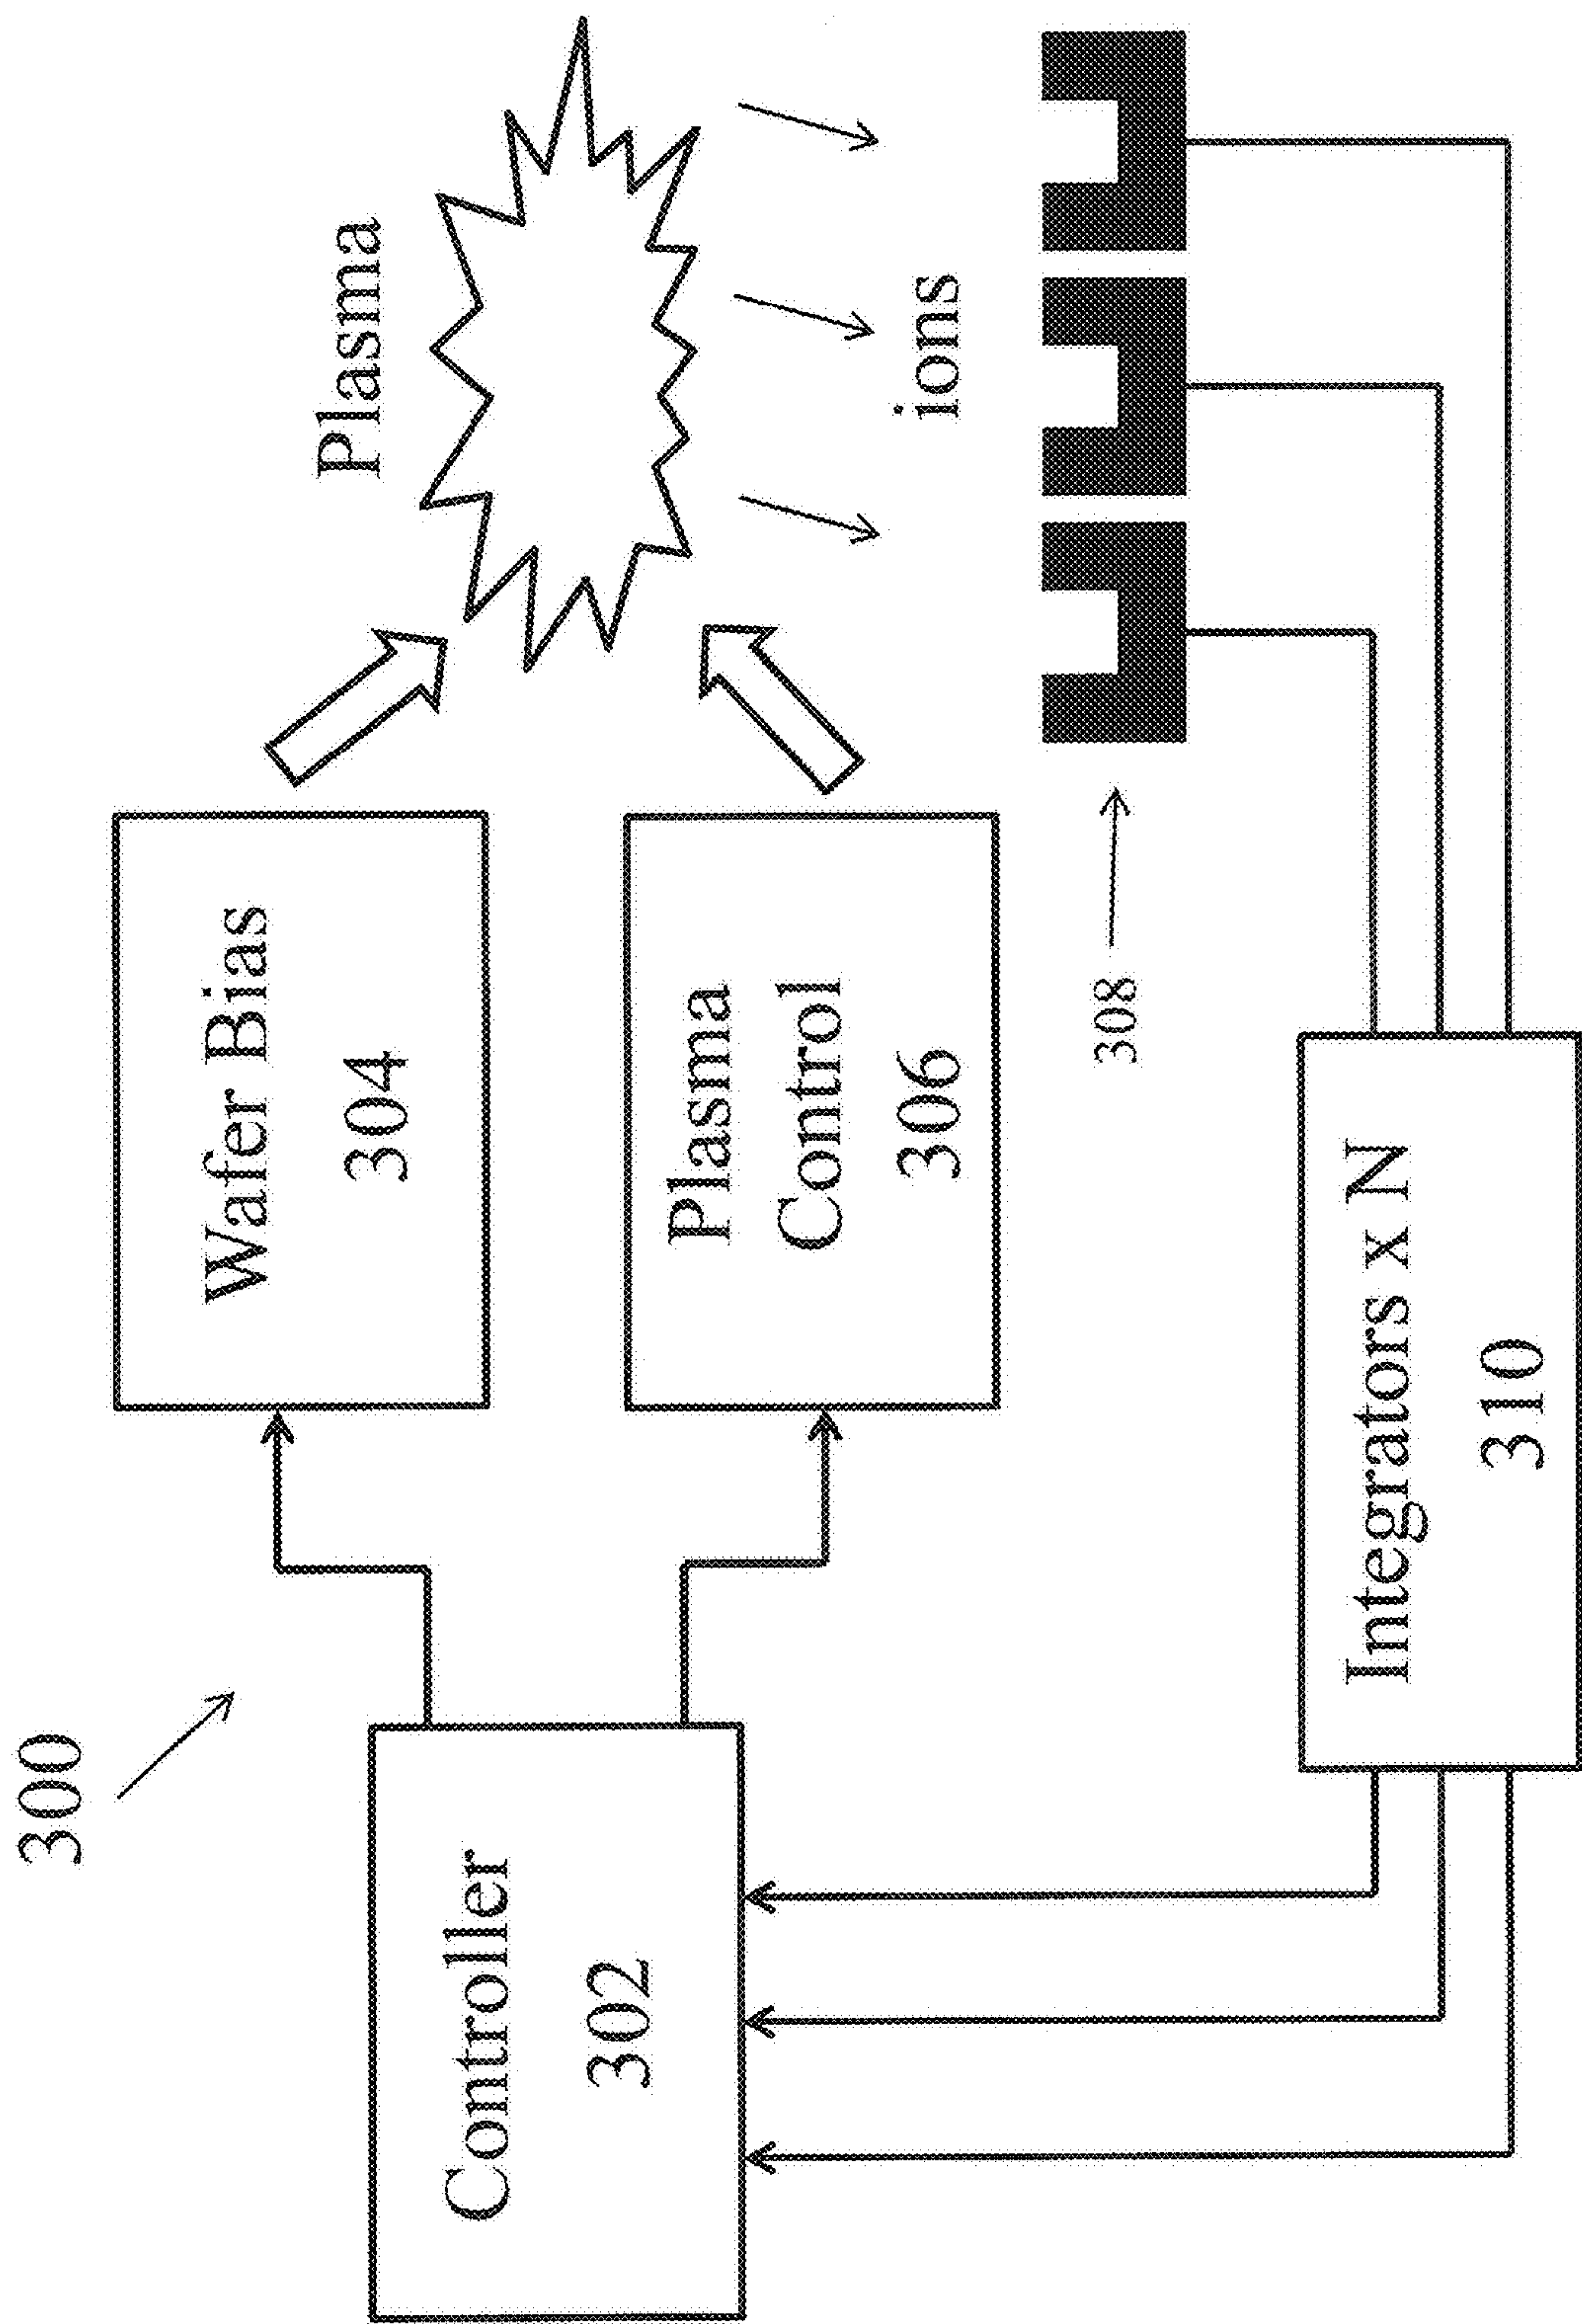 300
Controller
302
Wafer Bias
304
Plasma
Control
306
Plasma
ions
308
Integrators x N
310